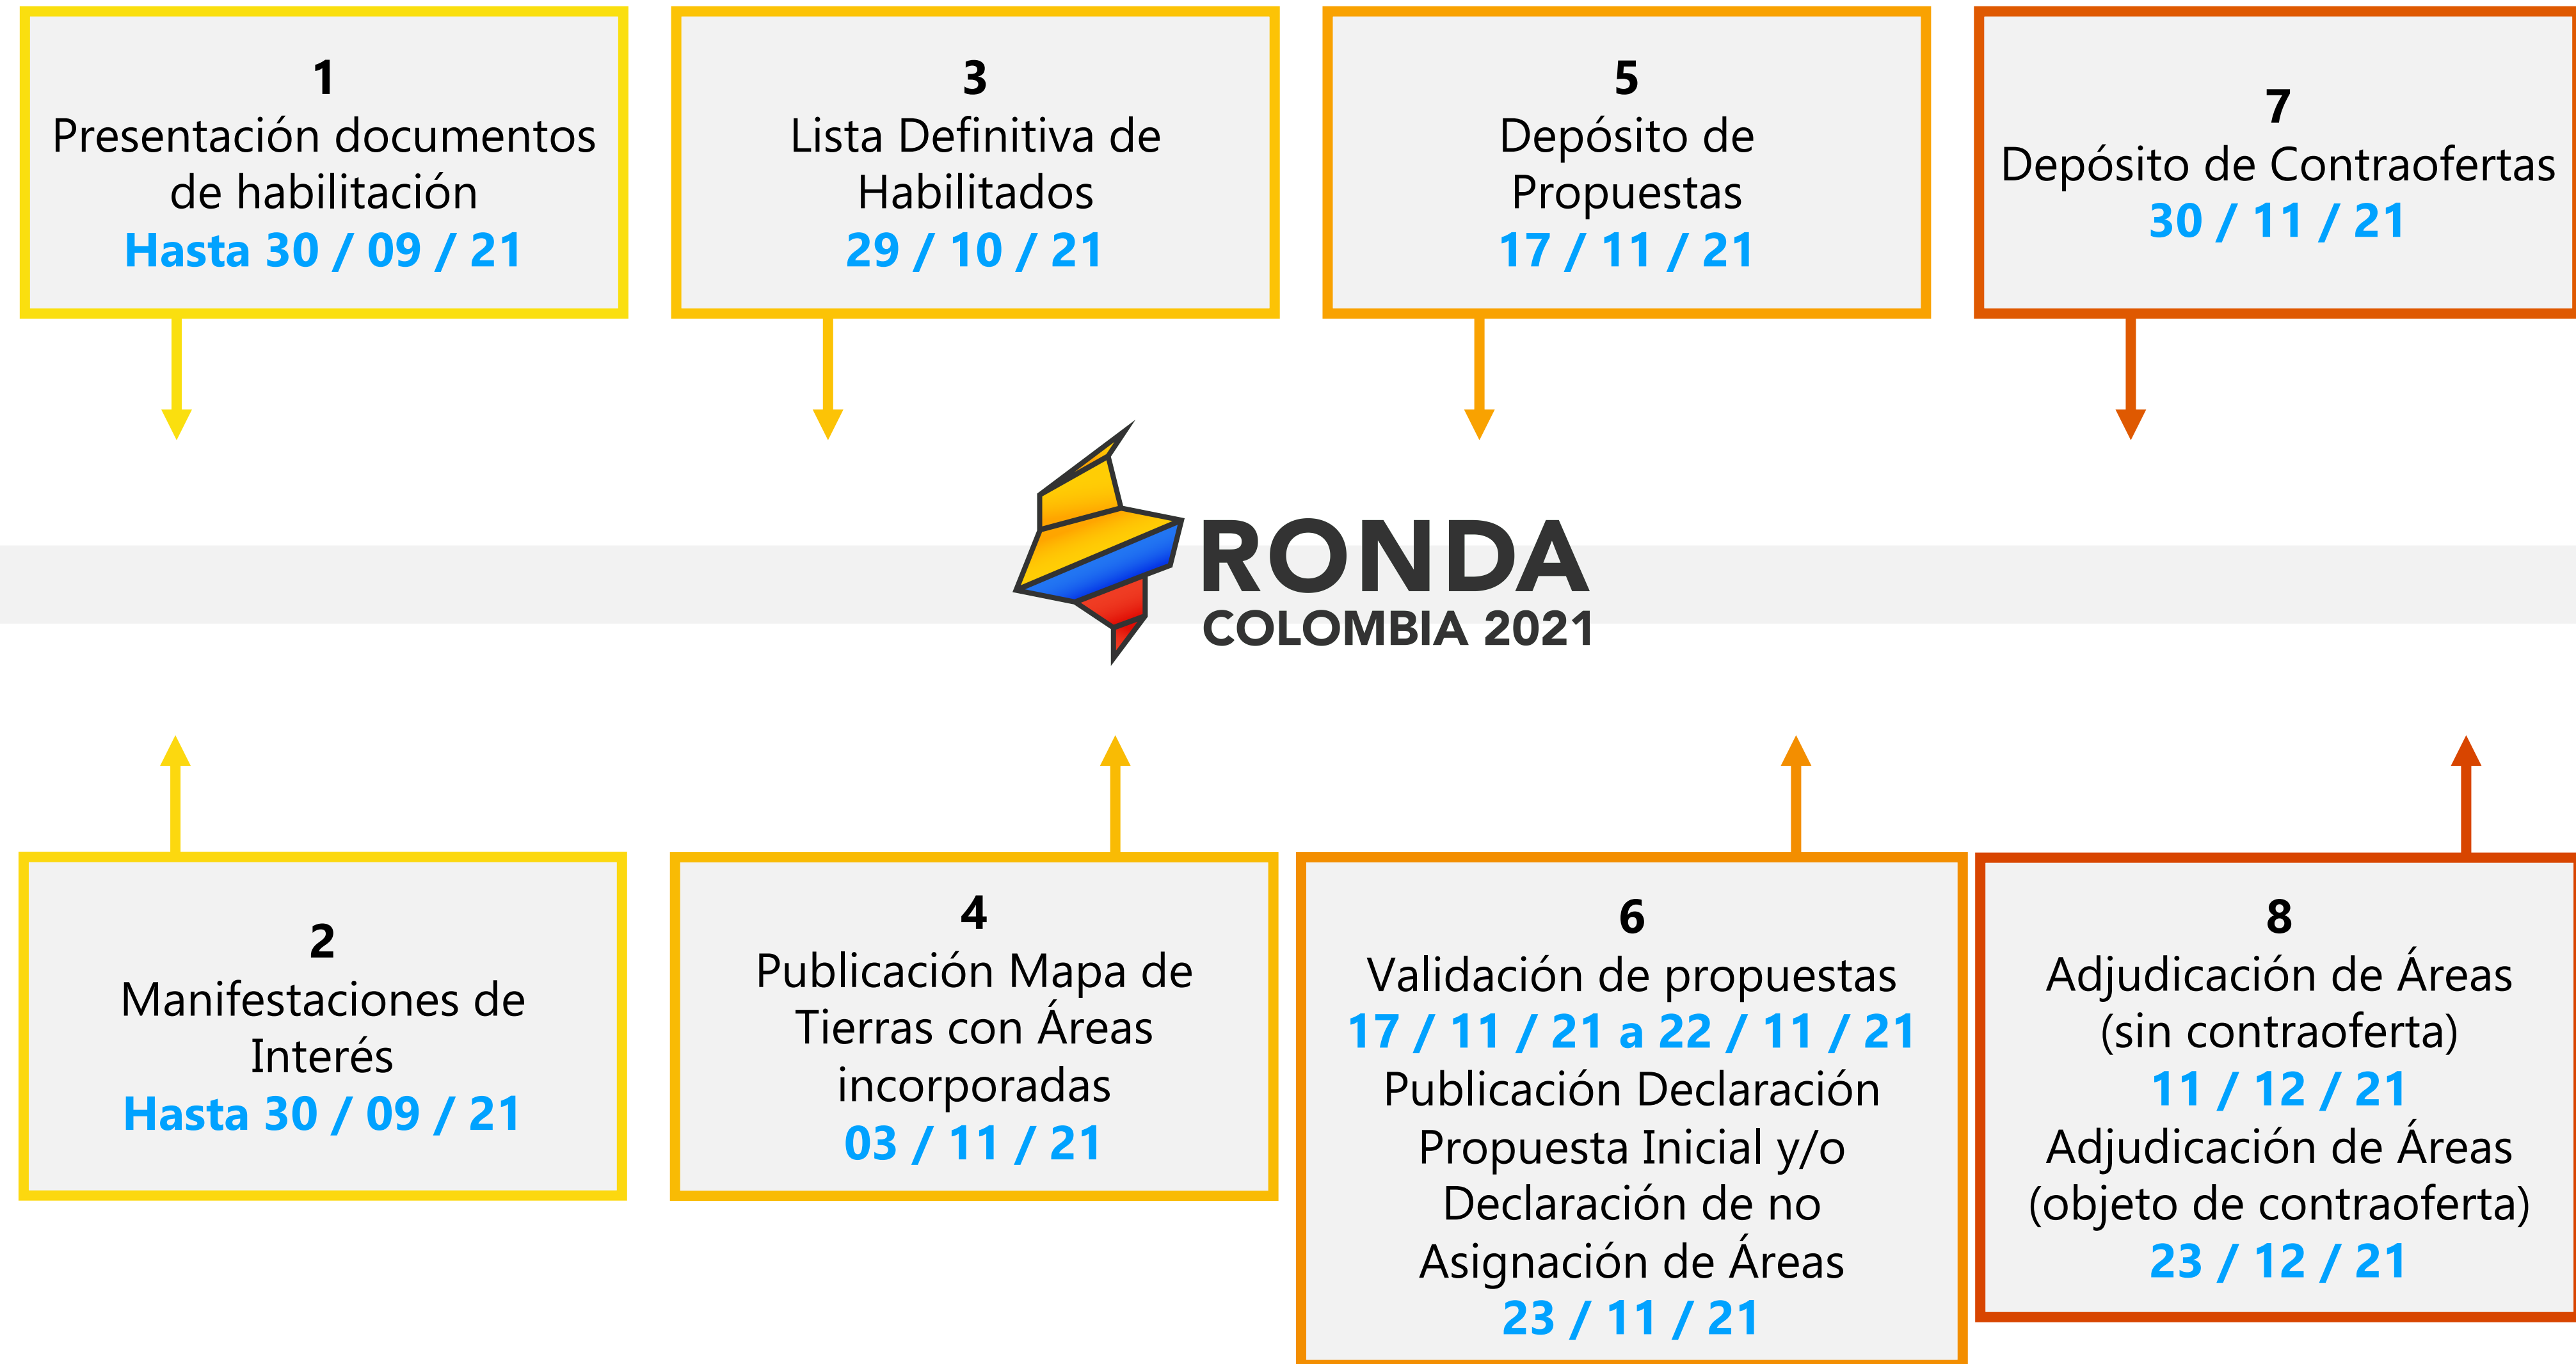 1
Presentación documentos
de habilitación
Hasta 30 / 09 / 21
3
Lista Definitiva de
Habilitados
29 / 10 / 21
5
Depósito de
Propuestas
17 / 11 / 21
7
Depósito de Contraofertas
30 / 11 / 21
RONDA
COLOMBIA 2021
2
Manifestaciones de
Interés
Hasta 30 / 09 / 21
4
Publicación Mapa de
Tierras con Áreas
incorporadas
03 / 11 / 21
6
Validación de propuestas
17 / 11 / 21 a 22 / 11 / 21
Publicación Declaración
Propuesta Inicial y/o
Declaración de no
Asignación de Áreas
23 / 11 / 21
8
Adjudicación de Áreas
(sin contraoferta)
11 / 12 / 21
Adjudicación de Áreas
(objeto de contraoferta)
23 / 12 / 21